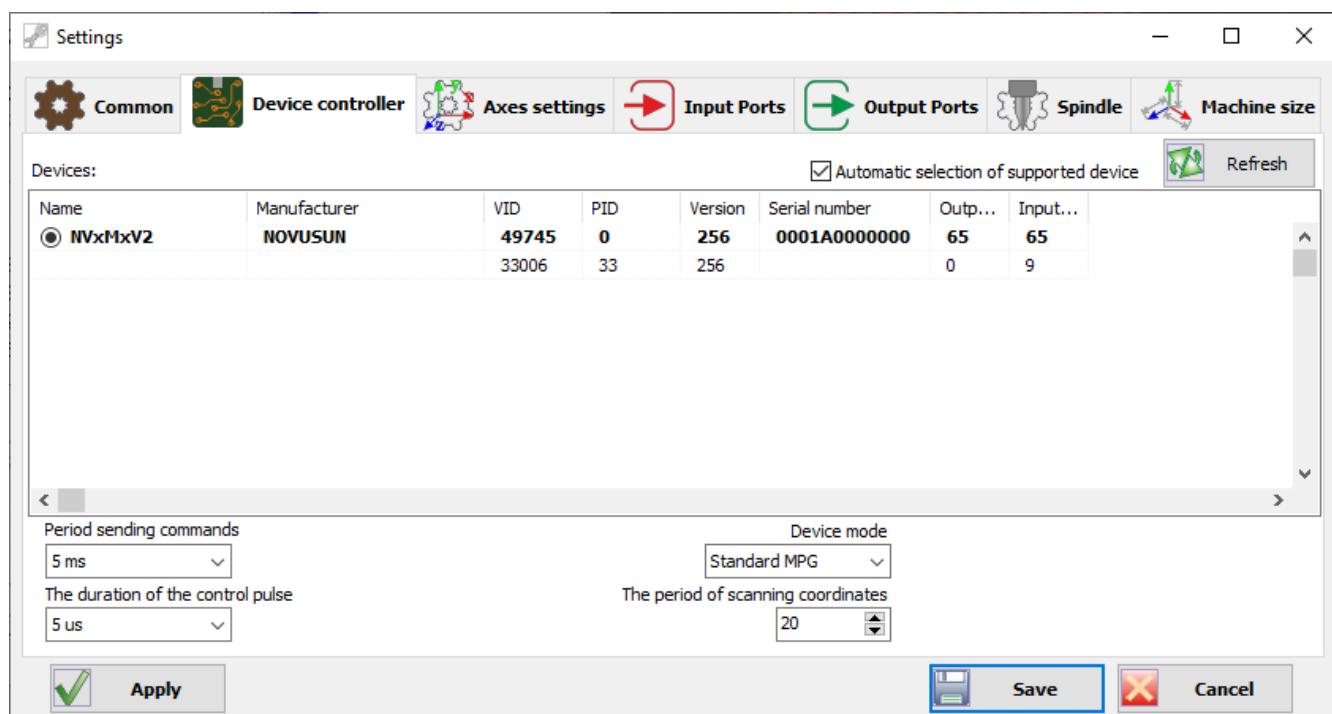 Settings
Common Device controller Axes settings Input Ports Output Ports Spindle Machine size
Devices: Automatic selection of supported device Refresh
Name Manufacturer VID PID Version Serial number Outp... Input...
NVxMxV2 NOVUSUN 49745 0 256 0001A0000000 65 65
33006 33 256 0 9
Period sending commands Device mode
5 ms Standard MPG
The duration of the control pulse The period of scanning coordinates
5 us 20
Apply Save Cancel